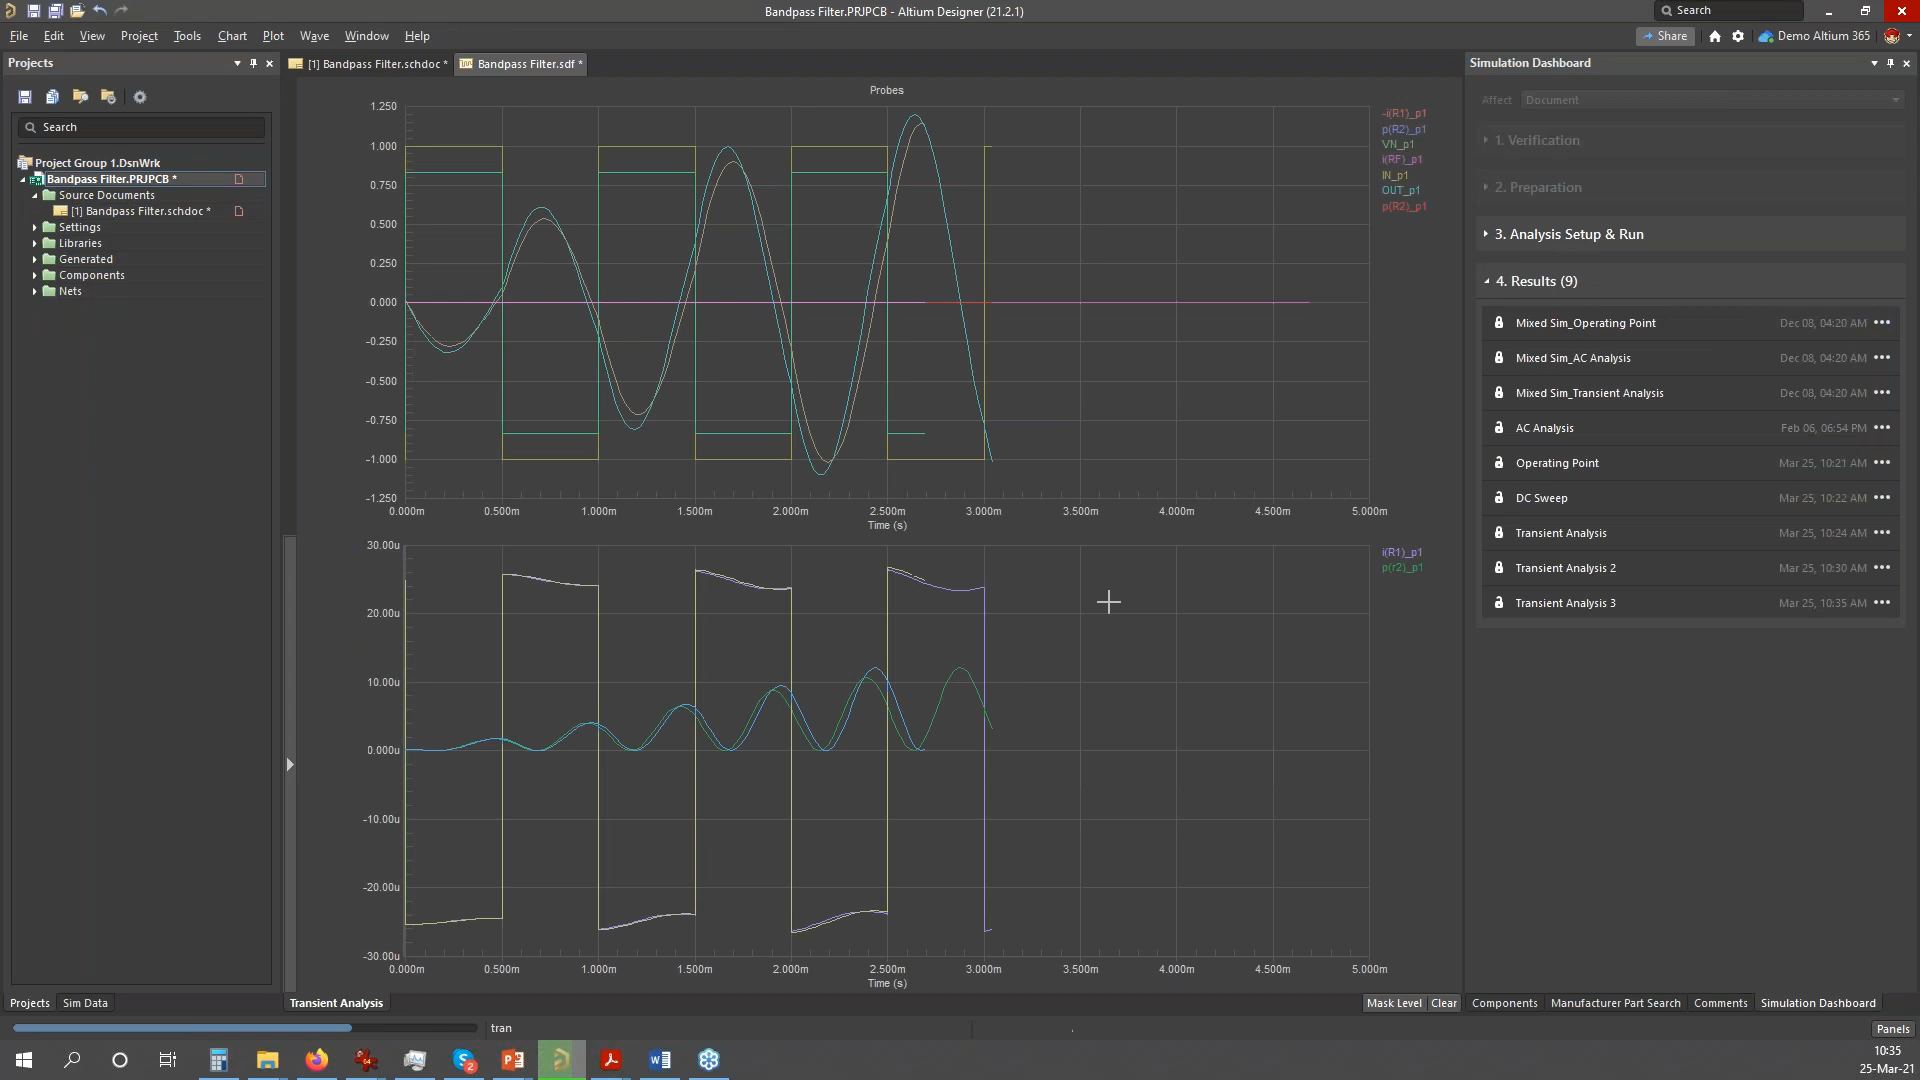 Bandpass Filter.PRJPCB - Altium Designer (21.2.1)
Search
File Edit View Project Tools Chart Plot Wave Window Help
Share
Demo Altium 365
Projects
[1] Bandpass Filter.schdoc *
Bandpass Filter.sdf *
Simulation Dashboard
Search
Project Group 1.DsnWrk
Bandpass Filter.PRJPCB *
Source Documents
[1] Bandpass Filter.schdoc *
Settings
Libraries
Generated
Components
Nets
Probes
1.250
1.000
0.750
0.500
0.250
0.000
-0.250
-0.500
-0.750
-1.000
-1.250
0.000m 0.500m 1.000m 1.500m 2.000m 2.500m 3.000m 3.500m 4.000m 4.500m 5.000m
Time (s)
-i(R1)_p1
p(R2)_p1
VN_p1
i(RF)_p1
IN_p1
OUT_p1
p(R2)_p1
30.00u
20.00u
10.00u
0.000u
-10.00u
-20.00u
-30.00u
0.000m 0.500m 1.000m 1.500m 2.000m 2.500m 3.000m 3.500m 4.000m 4.500m 5.000m
Time (s)
i(R1)_p1
p(r2)_p1
Affect Document
1. Verification
2. Preparation
3. Analysis Setup & Run
4. Results (9)
Mixed Sim_Operating Point Dec 08, 04:20 AM
Mixed Sim_AC Analysis Dec 08, 04:20 AM
Mixed Sim_Transient Analysis Dec 08, 04:20 AM
AC Analysis Feb 06, 06:54 PM
Operating Point Mar 25, 10:21 AM
DC Sweep Mar 25, 10:22 AM
Transient Analysis Mar 25, 10:24 AM
Transient Analysis 2 Mar 25, 10:30 AM
Transient Analysis 3 Mar 25, 10:35 AM
Projects Sim Data
Transient Analysis
Mask Level Clear
Components Manufacturer Part Search Comments Simulation Dashboard
tran
Panels
10:35
25-Mar-21